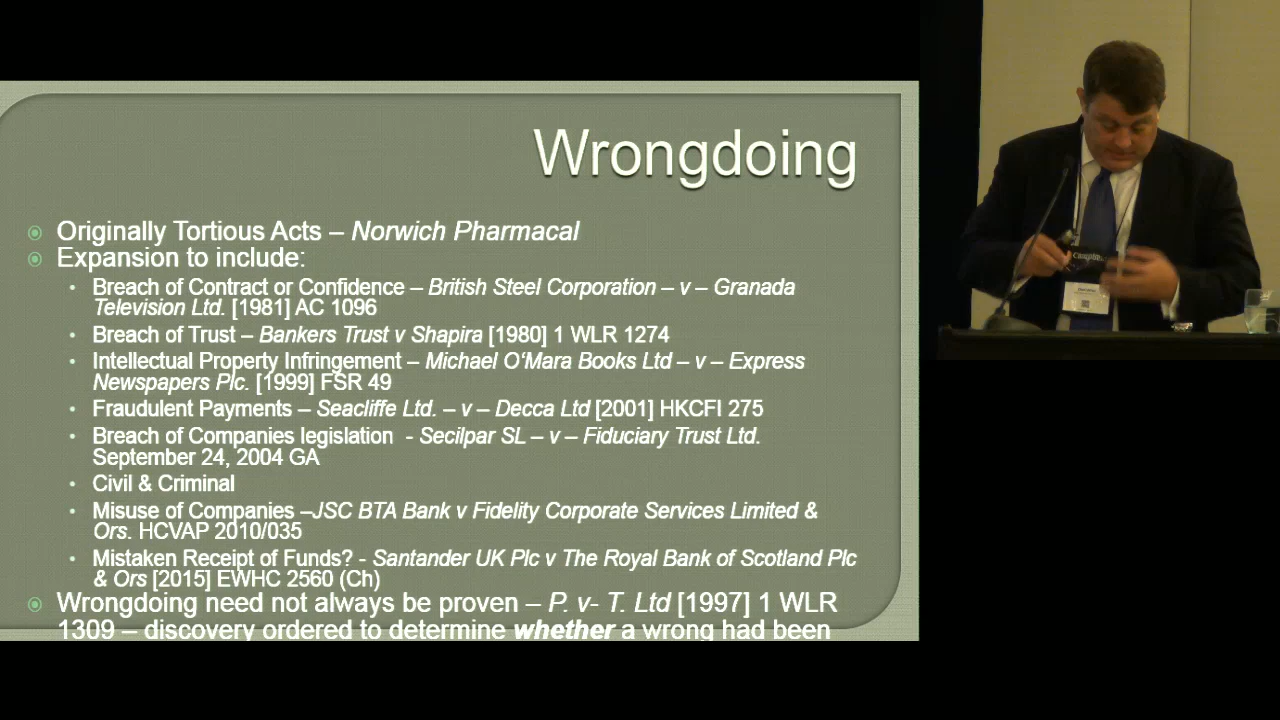 Wrongdoing
Originally Tortious Acts – Norwich Pharmacal
Expansion to include:
Breach of Contract or Confidence – British Steel Corporation – v – Granada
Television Ltd. [1981] AC 1096
Breach of Trust – Bankers Trust v Shapira [1980] 1 WLR 1274
Intellectual Property Infringement – Michael O‘Mara Books Ltd – v – Express
Newspapers Plc. [1999] FSR 49
Fraudulent Payments – Seacliffe Ltd. – v – Decca Ltd [2001] HKCFI 275
Breach of Companies legislation - Secilpar SL – v – Fiduciary Trust Ltd.
September 24, 2004 GA
Civil & Criminal
Misuse of Companies –JSC BTA Bank v Fidelity Corporate Services Limited &
Ors. HCVAP 2010/035
Mistaken Receipt of Funds? - Santander UK Plc v The Royal Bank of Scotland Plc
& Ors [2015] EWHC 2560 (Ch)
Wrongdoing need not always be proven – P. v- T. Ltd [1997] 1 WLR
1309 – discovery ordered to determine whether a wrong had been